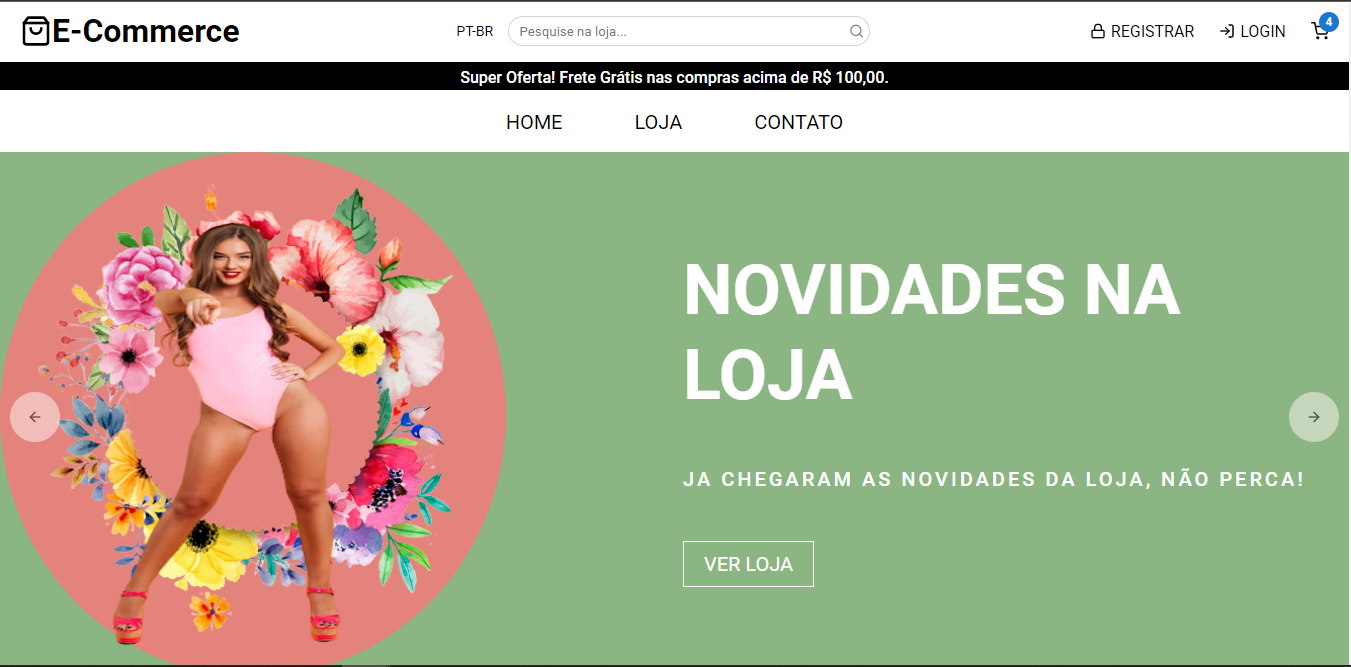 E-Commerce
PT-BR
Pesquise na loja...
REGISTRAR
LOGIN
4
Super Oferta! Frete Grátis nas compras acima de R$ 100,00.
HOME
LOJA
CONTATO
NOVIDADES NA
LOJA
JA CHEGARAM AS NOVIDADES DA LOJA, NÃO PERCA!
VER LOJA